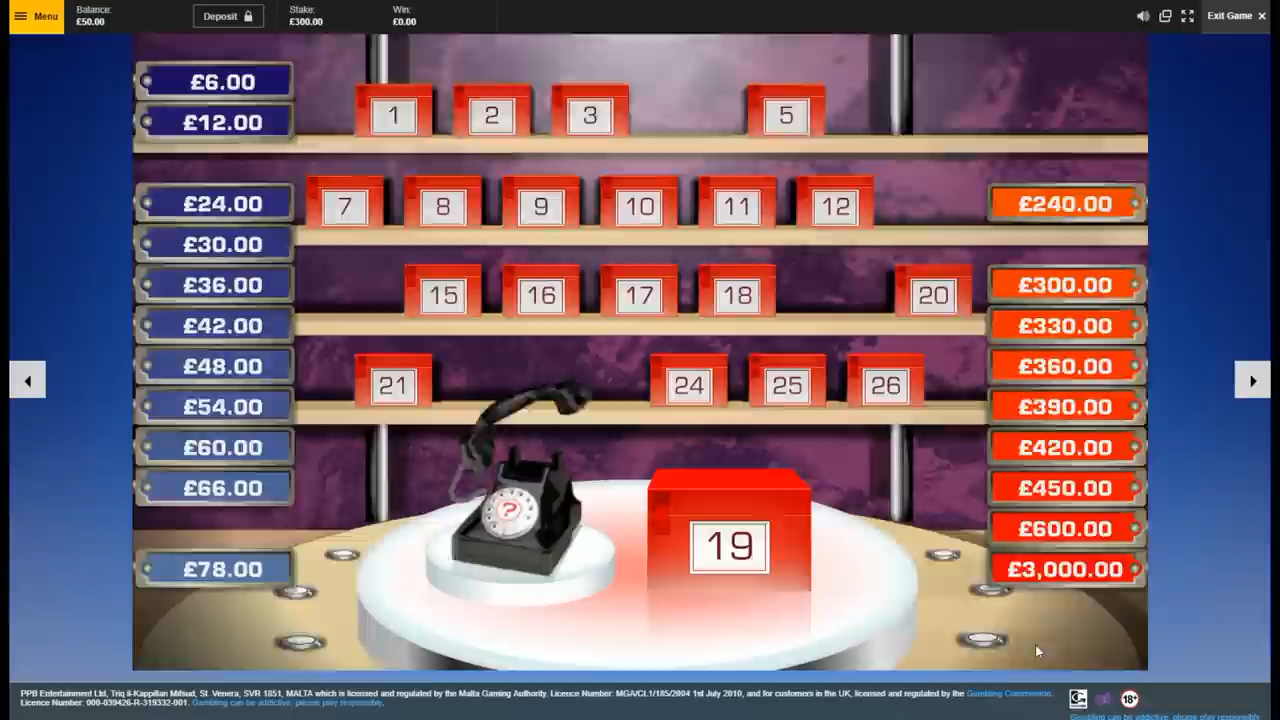 Menu
Balance:
£50.00
Deposit
Stake:
£300.00
Win:
£0.00
Exit Game
£6.00
£12.00
£24.00
£30.00
£36.00
£42.00
£48.00
£54.00
£60.00
£66.00
£78.00
1 2 3 5
7 8 9 10 11 12
15 16 17 18 20
21 24 25 26
?
19
£240.00
£300.00
£330.00
£360.00
£390.00
£420.00
£450.00
£600.00
£3,000.00
PPB Entertainment Ltd, Triq il-Kappillan Mifsud, St. Venera, SVR 1851, MALTA which is licensed and regulated by the Malta Gaming Authority. Licence Number: MGA/CL1/185/2004 1st July 2010, and for customers in the UK, licensed and regulated by the Gambling Commission.
Licence Number: 000-039426-R-319332-001. Gambling can be addictive, please play responsibly.
18+
Gambling can be addictive, please play responsibly